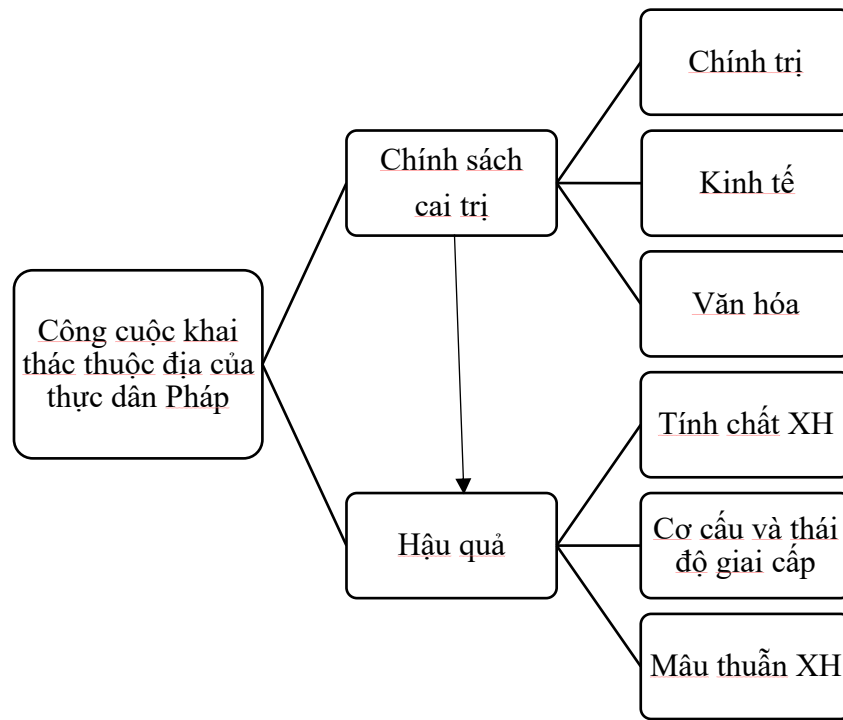 Công cuộc khai
thác thuộc địa của
thực dân Pháp
Chính sách
cai trị
Chính trị
Kinh tế
Văn hóa
Hậu quả
Tính chất XH
Cơ cấu và thái
độ giai cấp
Mâu thuẫn XH